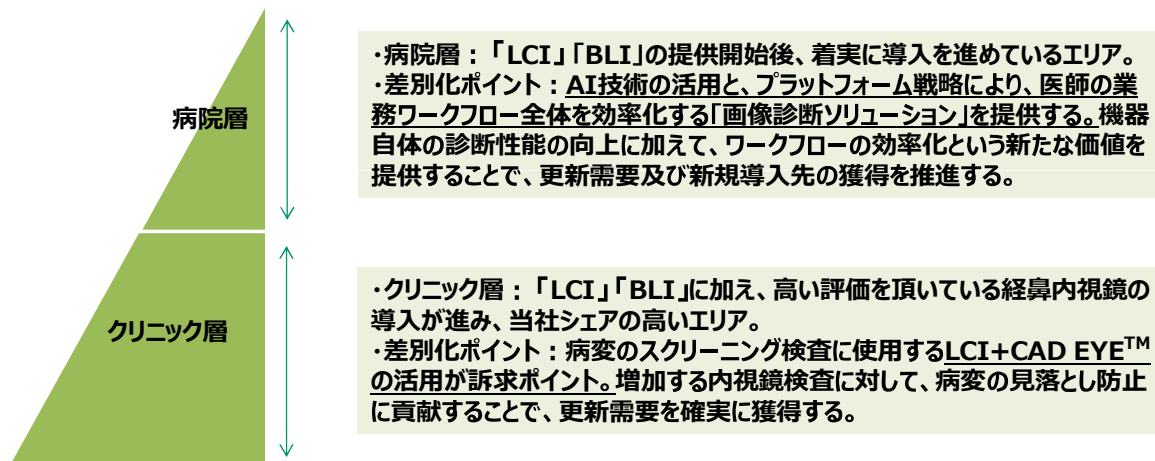 病院層
・病院層：「LCI」「BLI」の提供開始後、着実に導入を進めているエリア。
・差別化ポイント：AI技術の活用と、プラットフォーム戦略により、医師の業
務ワークフロー全体を効率化する「画像診断ソリューション」を提供する。機器
自体の診断性能の向上に加えて、ワークフローの効率化という新たな価値を
提供することで、更新需要及び新規導入先の獲得を推進する。
クリニック層
・クリニック層：「LCI」「BLI」に加え、高い評価を頂いている経鼻内視鏡の
導入が進み、当社シェアの高いエリア。
・差別化ポイント：病変のスクリーニング検査に使用するLCI+CAD EYE™
の活用が訴求ポイント。増加する内視鏡検査に対して、病変の見落とし防止
に貢献することで、更新需要を確実に獲得する。